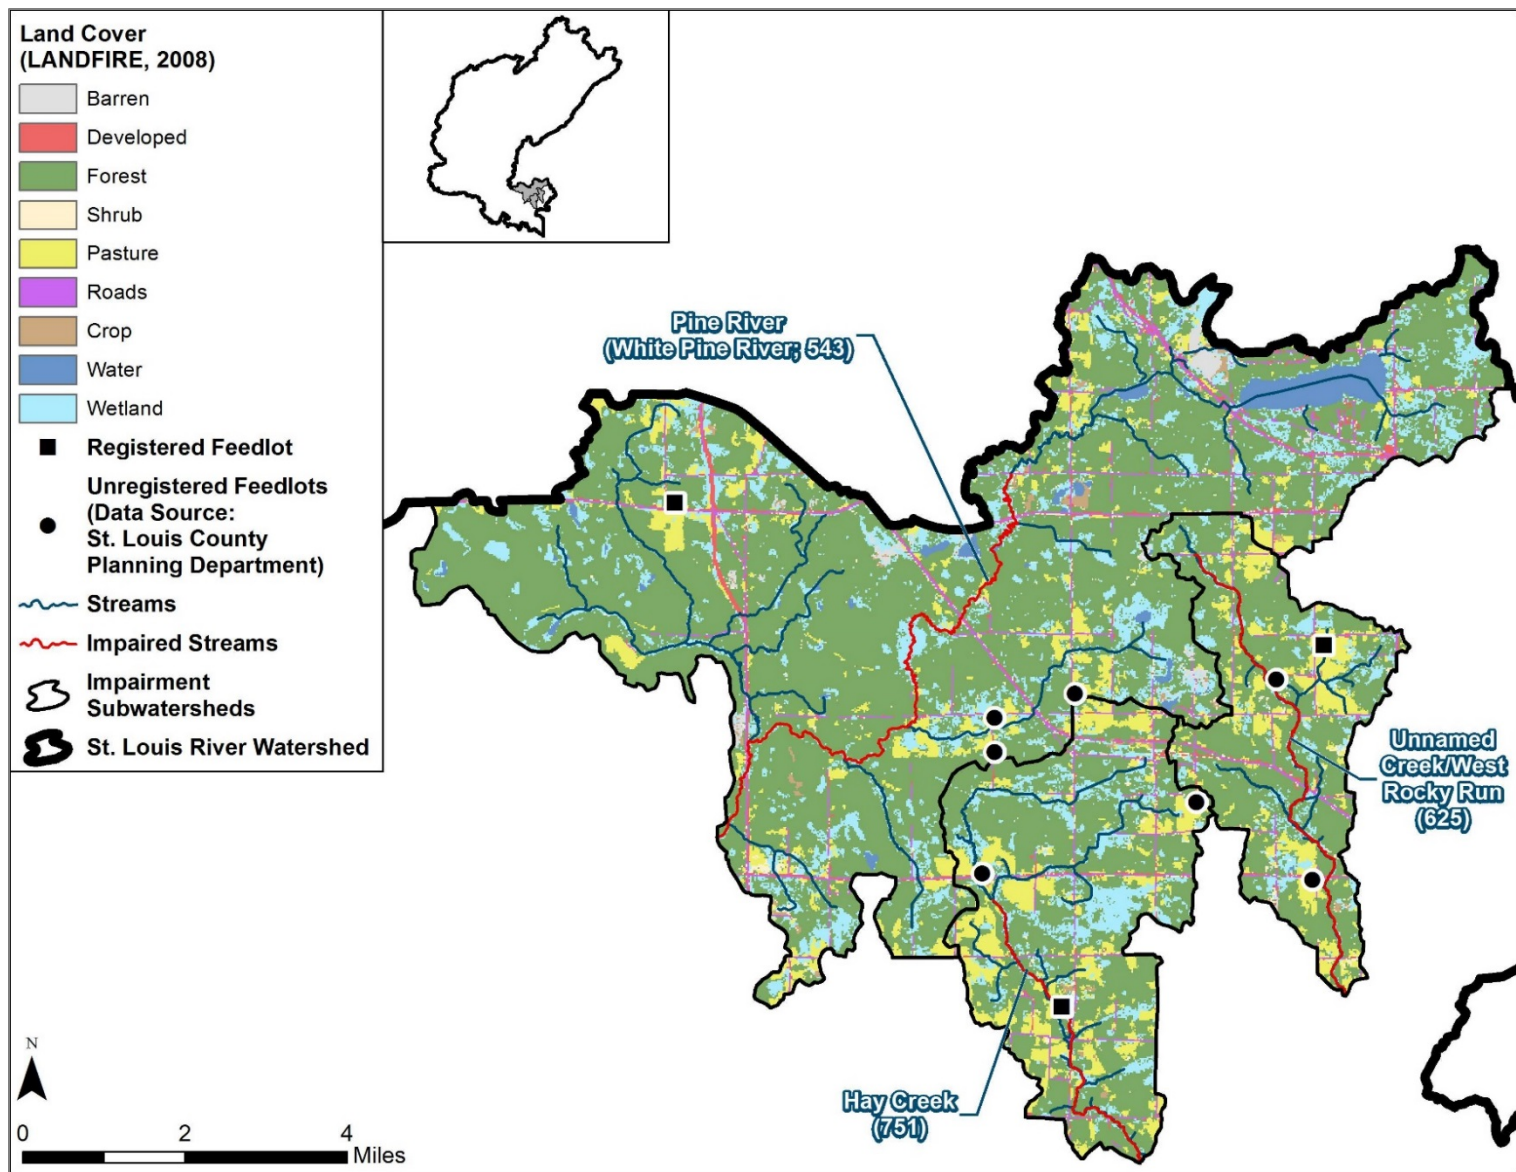 Land Cover
(LANDFIRE, 2008)
Barren
Developed
Forest
Shrub
Pasture
Roads
Crop
Water
Wetland
Registered Feedlot
Unregistered Feedlots
(Data Source:
St. Louis County
Planning Department)
Streams
Impaired Streams
Impairment
Subwatersheds
St. Louis River Watershed
Pine River
(White Pine River; 543)
Unnamed
Creek/West
Rocky Run
(625)
Hay Creek
(751)
N
0 2 4
Miles